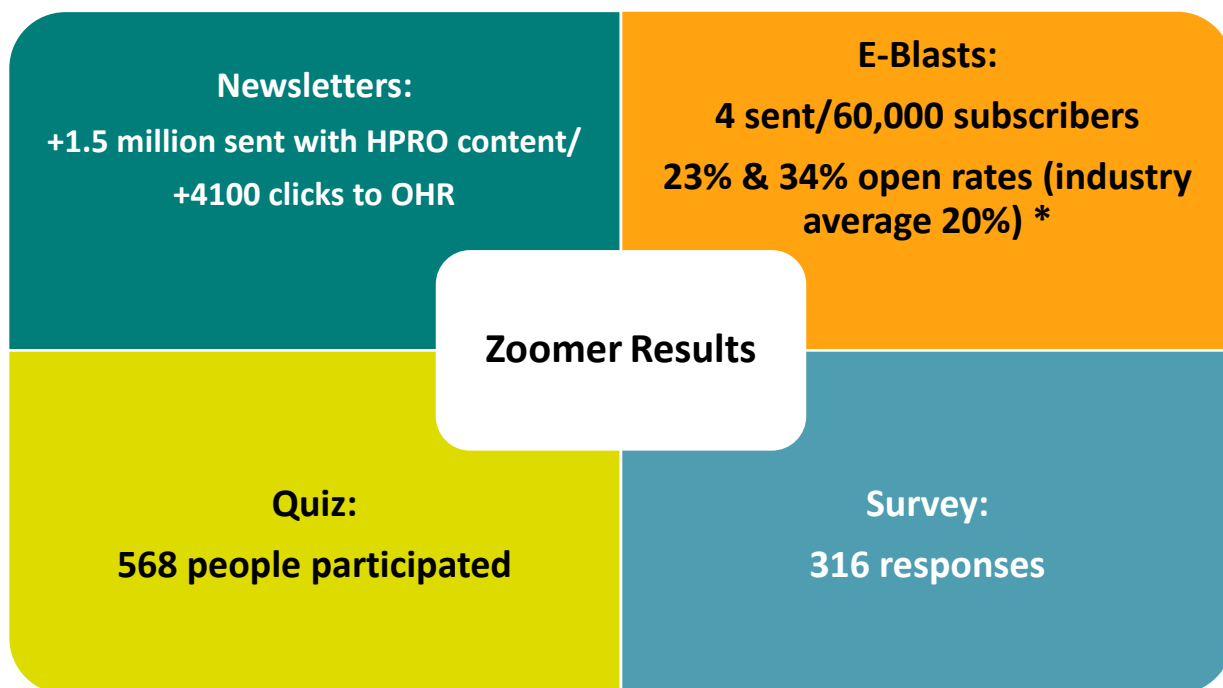 Newsletters:
+1.5 million sent with HPRO content/
+4100 clicks to OHR
E-Blasts:
4 sent/60,000 subscribers
23% & 34% open rates (industry
average 20%) *
Zoomer Results
Quiz:
568 people participated
Survey:
316 responses